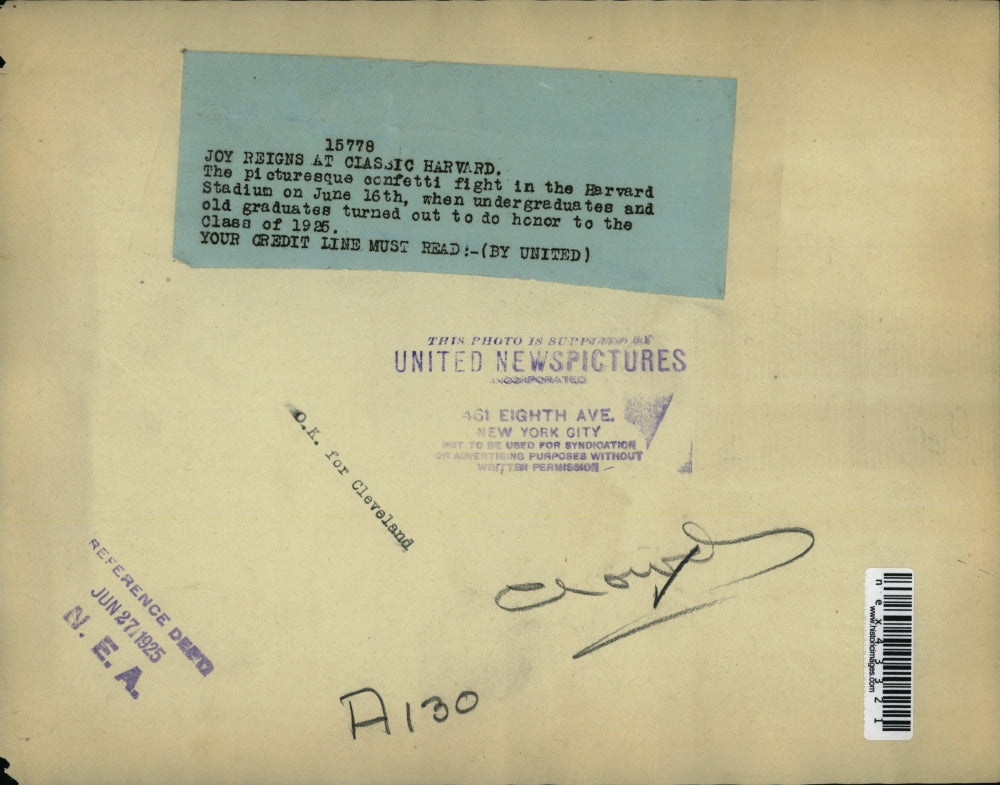 15778
JOY REIGNS AT CLASSIC HARVARD.
The picturesque confetti fight in the Harvard
Stadium on June 16th, when undergraduates and
old graduates turned out to do honor to the
Class of 1925.
YOUR CREDIT LINE MUST READ:-(BY UNITED)
THIS PHOTO IS SUPPLIED BY
UNITED NEWSPICTURES
INCORPORATED
461 EIGHTH AVE.
NEW YORK CITY
NOT TO BE USED FOR SYNDICATION
OR ADVERTISING PURPOSES WITHOUT
WRITTEN PERMISSION
O.K. for Cleveland
REFERENCE DEPT
JUN 27 1925
N. E. A.
A130
nex43321
www.historicimages.com